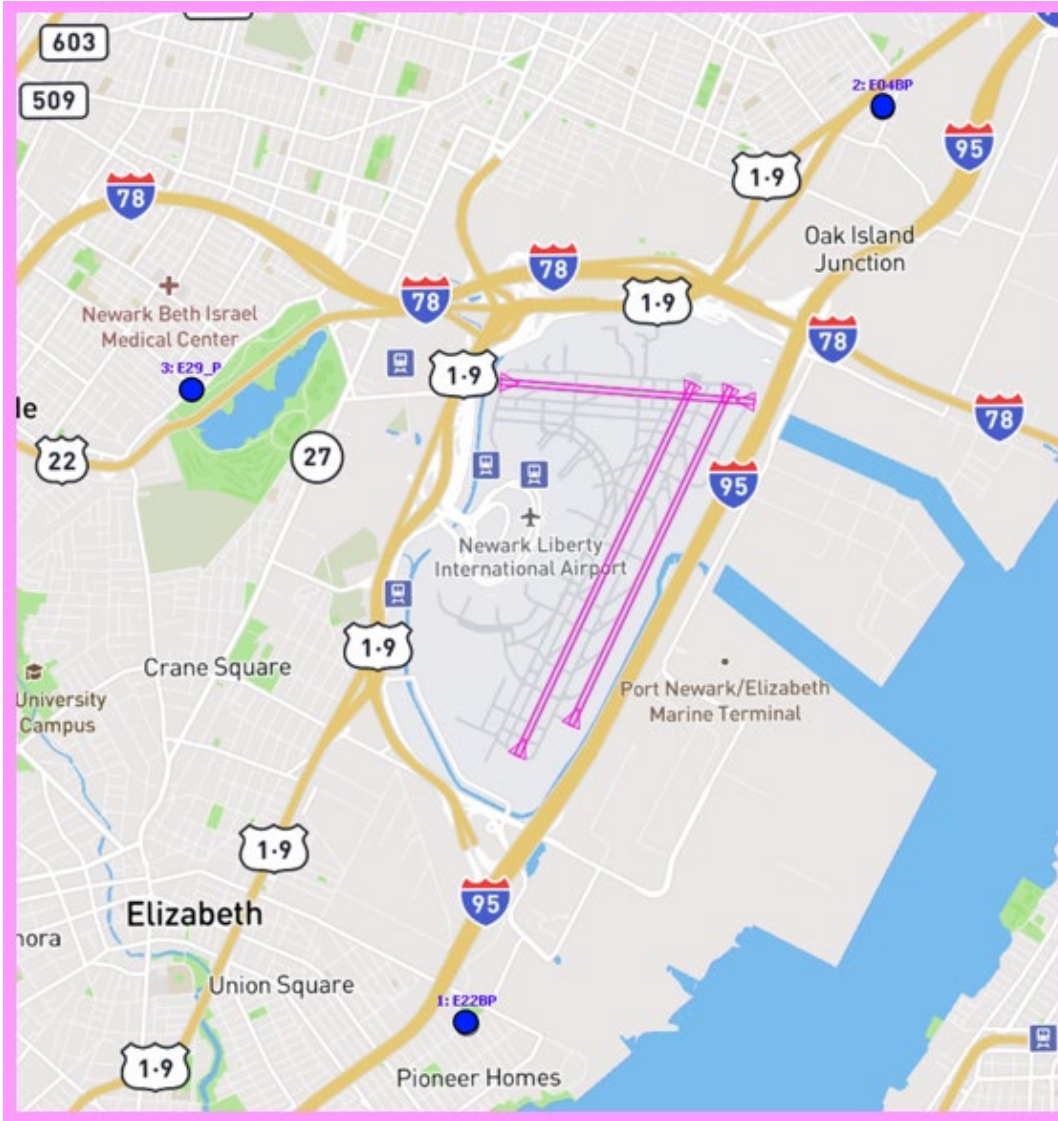 603
509
2: E04BP
95
1·9
78
Oak Island
Junction
78
78
1·9
Newark Beth Israel
Medical Center
3: E29_P
1·9
78
le
78
22
27
95
Newark Liberty
International Airport
1·9
Crane Square
Port Newark/Elizabeth
Marine Terminal
University
Campus
1·9
95
Elizabeth
nora
Union Square
1: E22BP
1·9
Pioneer Homes